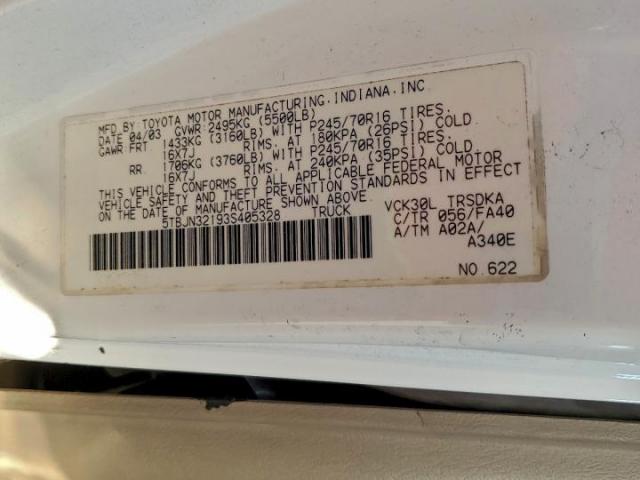 MFD BY TOYOTA MOTOR MANUFACTURING, INDIANA, INC
DATE 04/03 GVWR 2495KG (5500LB)
GAWR FRT 1433KG (3160LB) WITH P245/70R16 TIRES.
16X7J RIMS. AT 180KPA (26PSI) COLD
RR 1706KG (3760LB) WITH P245/70R16 TIRES.
16X7J RIMS. AT 240KPA (35PSI) COLD
THIS VEHICLE CONFORMS TO ALL APPLICABLE FEDERAL MOTOR
VEHICLE SAFETY AND THEFT PREVENTION STANDARDS IN EFFECT
ON DATE OF MANUFACTURE SHOWN ABOVE.
5TBJN32193S405328 TRUCK
VCK30L TRSDKA
C/TR 056/FA40
A/TM A02A/
A340E
NO.622